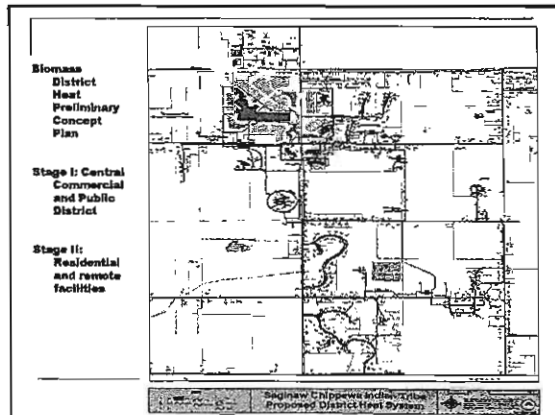 Biomass
District
Heat
Preliminary
Concept
Plan
Stage I: Central
Commercial
and Public
District
Stage II:
Residential
and remote
facilities
Saginaw Chippewa Indian Tribe
Proposed District Heat System